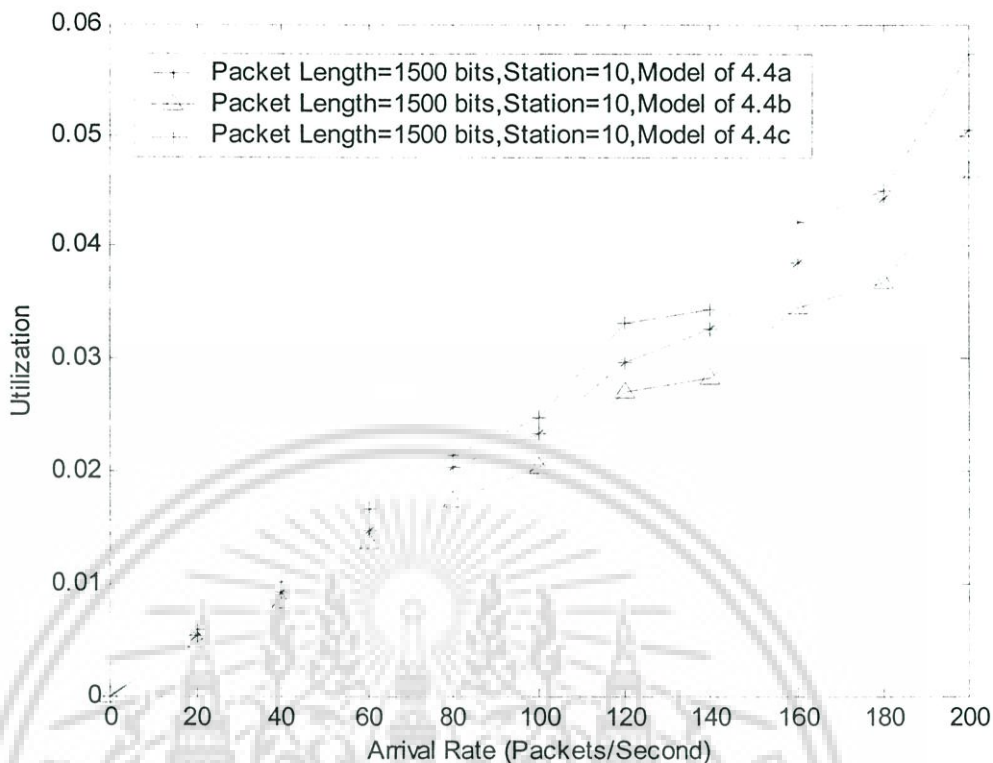 0.06
0.05
0.04
0.03
0.02
0.01
0
Utilization
Packet Length=1500 bits,Station=10,Model of 4.4a
Packet Length=1500 bits,Station=10,Model of 4.4b
Packet Length=1500 bits,Station=10,Model of 4.4c
0 20 40 60 80 100 120 140 160 180 200
Arrival Rate (Packets/Second)